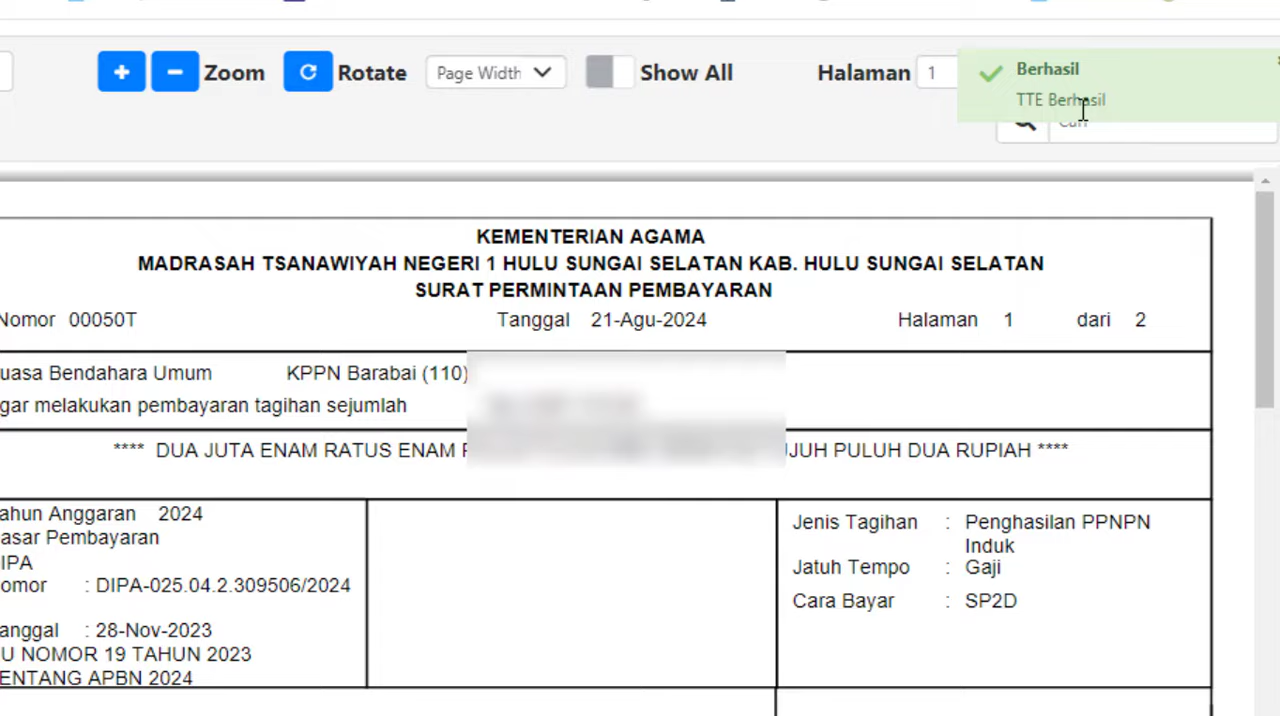 Zoom Rotate Page Width Show All Halaman 1
Berhasil
TTE Berhasil
Cari
KEMENTERIAN AGAMA
MADRASAH TSANAWIYAH NEGERI 1 HULU SUNGAI SELATAN KAB. HULU SUNGAI SELATAN
SURAT PERMINTAAN PEMBAYARAN
Nomor 00050T Tanggal 21-Agu-2024 Halaman 1 dari 2
uasa Bendahara Umum KPPN Barabai (110)
gar melakukan pembayaran tagihan sejumlah
**** DUA JUTA ENAM RATUS ENAM JUH PULUH DUA RUPIAH ****
ahun Anggaran 2024
asar Pembayaran
IPA
omor : DIPA-025.04.2.309506/2024
anggal : 28-Nov-2023
U NOMOR 19 TAHUN 2023
ENTANG APBN 2024
Jenis Tagihan : Penghasilan PPNPN
Induk
Jatuh Tempo : Gaji
Cara Bayar : SP2D